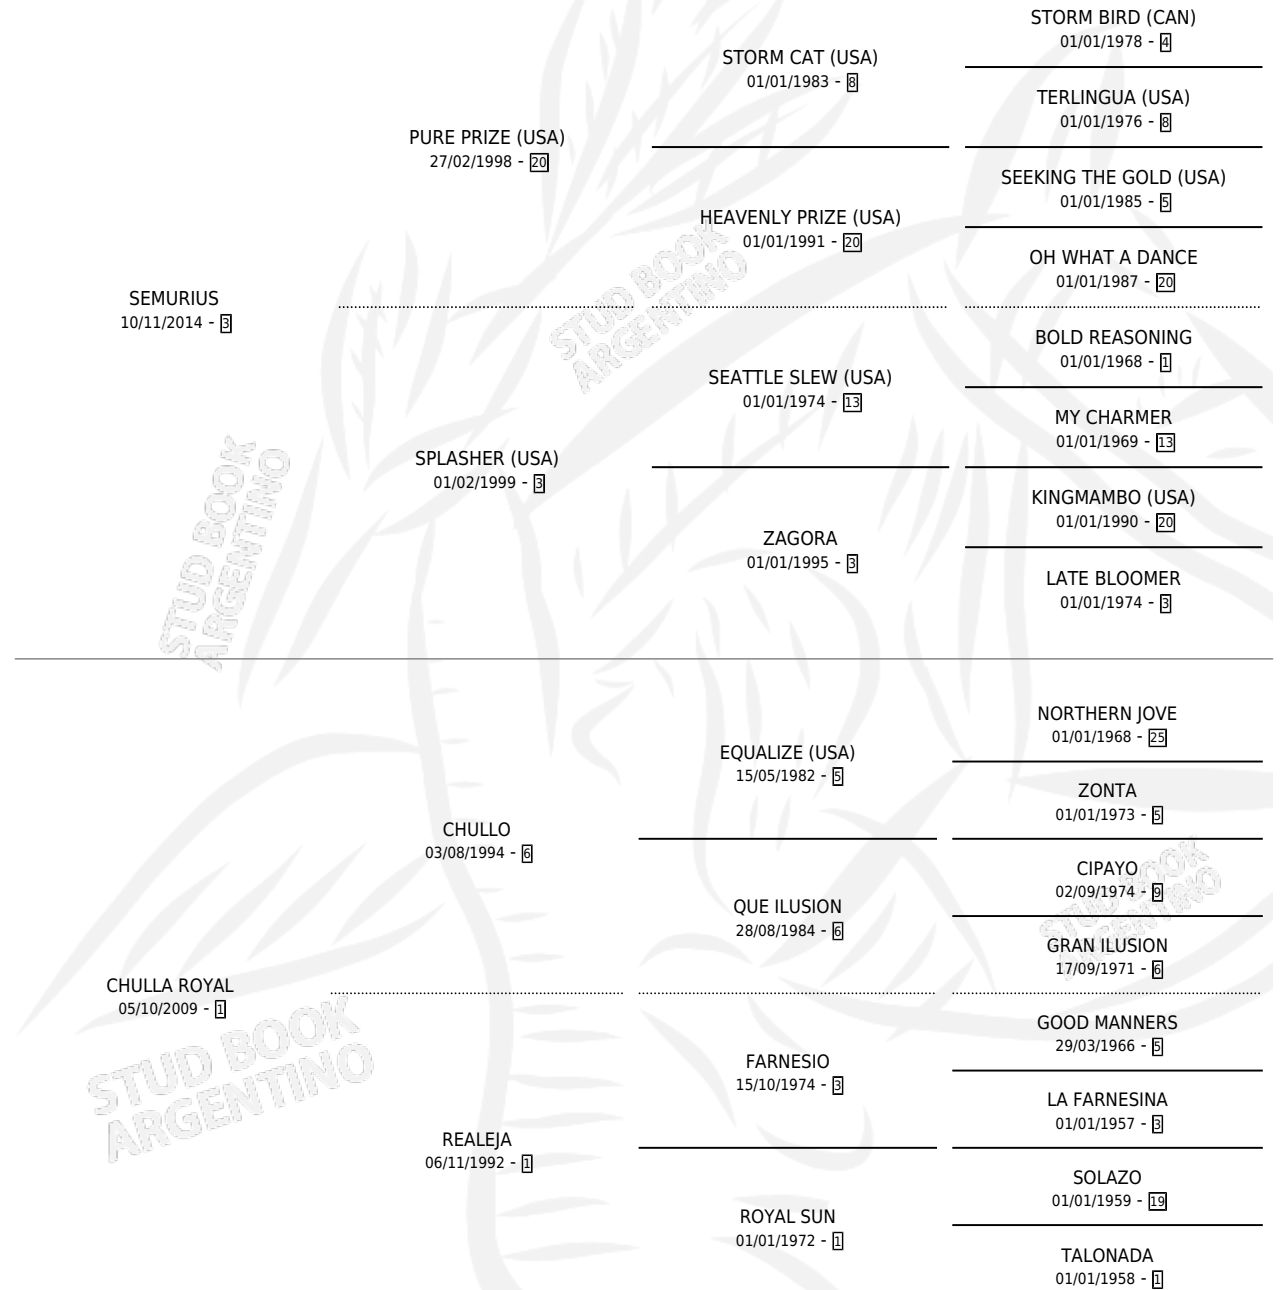 STORM BIRD (CAN)
01/01/1978 - 4
STORM CAT (USA)
01/01/1983 - 8
TERLINGUA (USA)
01/01/1976 - 8
PURE PRIZE (USA)
27/02/1998 - 20
SEEKING THE GOLD (USA)
01/01/1985 - 5
HEAVENLY PRIZE (USA)
01/01/1991 - 20
OH WHAT A DANCE
01/01/1987 - 20
SEMURIUS
10/11/2014 - 3
STUD BOOK
ARGENTINO
BOLD REASONING
01/01/1968 - 1
SEATTLE SLEW (USA)
01/01/1974 - 13
MY CHARMER
01/01/1969 - 13
SPLASHER (USA)
01/02/1999 - 3
KINGMAMBO (USA)
01/01/1990 - 20
ZAGORA
01/01/1995 - 3
LATE BLOOMER
01/01/1974 - 3
STUD BOOK
ARGENTINO
NORTHERN JOVE
01/01/1968 - 25
EQUALIZE (USA)
15/05/1982 - 5
ZONTA
01/01/1973 - 5
CHULLO
03/08/1994 - 6
CIPAYO
02/09/1974 - 9
QUE ILUSION
28/08/1984 - 6
GRAN ILUSION
17/09/1971 - 6
STUD BOOK
ARGENTINO
CHULLA ROYAL
05/10/2009 - 1
STUD BOOK
ARGENTINO
GOOD MANNERS
29/03/1966 - 5
FARNESIO
15/10/1974 - 3
LA FARNESINA
01/01/1957 - 3
REALEJA
06/11/1992 - 1
SOLAZO
01/01/1959 - 19
ROYAL SUN
01/01/1972 - 1
TALONADA
01/01/1958 - 1